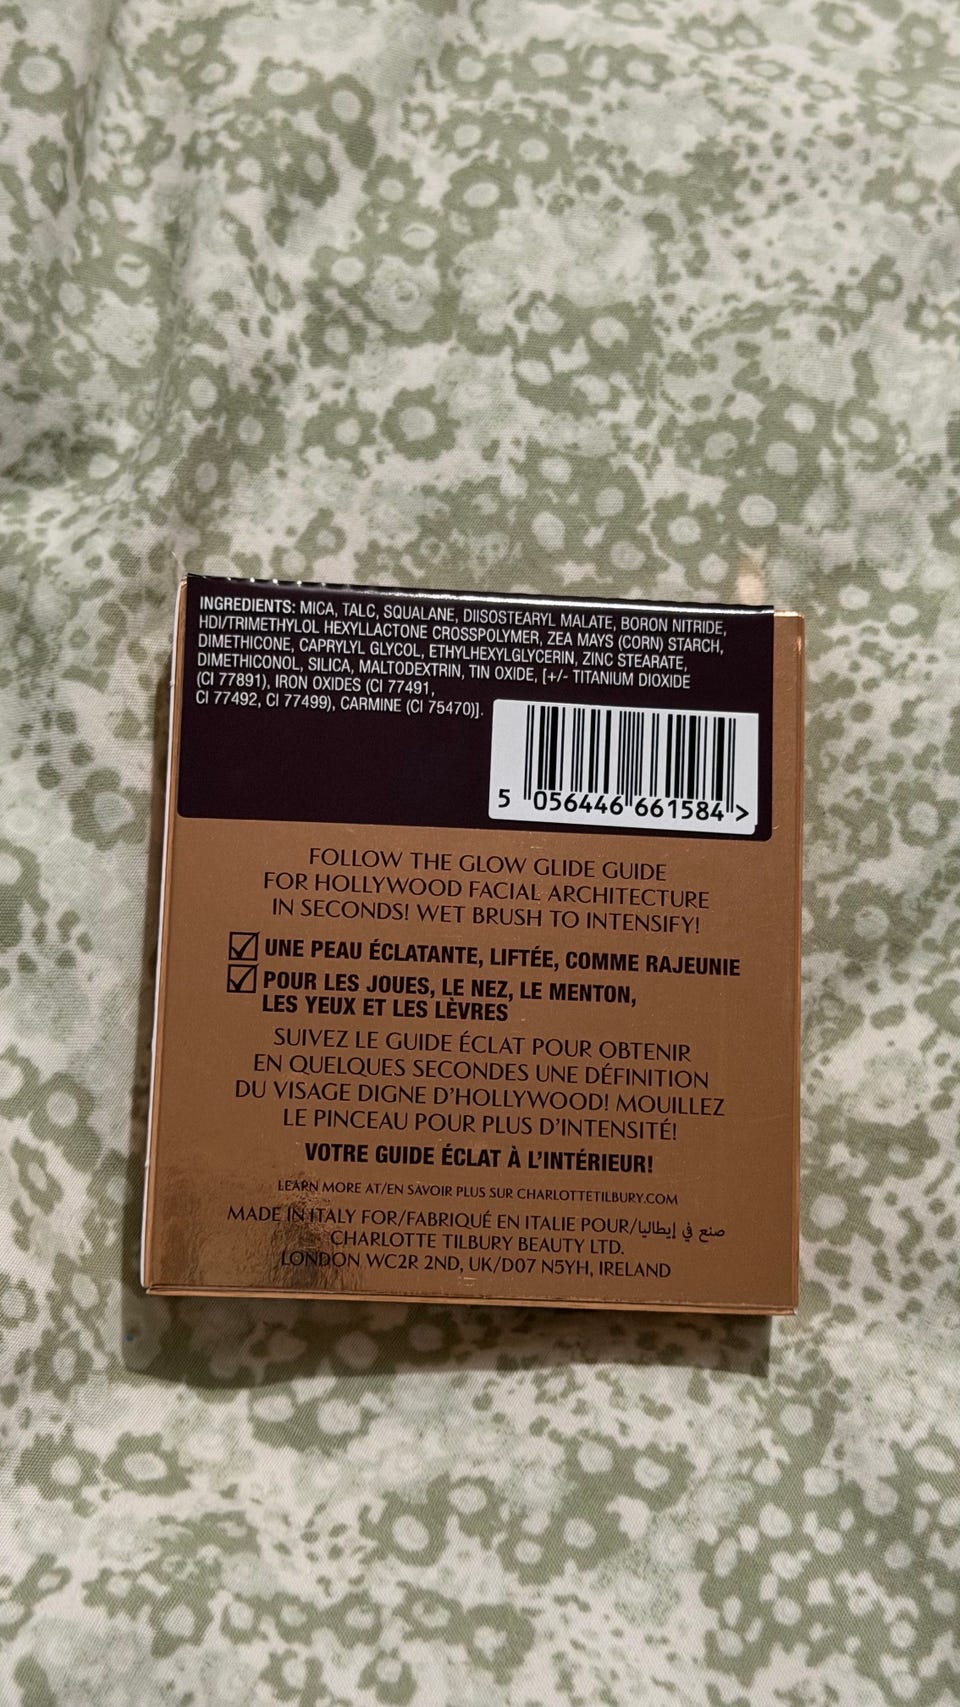 INGREDIENTS: MICA, TALC, SQUALANE, DIISOSTEARYL MALATE, BORON NITRIDE,
HDI/TRIMETHYLOL HEXYLLACTONE CROSSPOLYMER, ZEA MAYS (CORN) STARCH,
DIMETHICONE, CAPRYLYL GLYCOL, ETHYLHEXYLGLYCERIN, ZINC STEARATE,
DIMETHICONOL, SILICA, MALTODEXTRIN, TIN OXIDE, [+/- TITANIUM DIOXIDE
(CI 77891), IRON OXIDES (CI 77491,
CI 77492, CI 77499), CARMINE (CI 75470)].
5 056446 661584 >
FOLLOW THE GLOW GLIDE GUIDE
FOR HOLLYWOOD FACIAL ARCHITECTURE
IN SECONDS! WET BRUSH TO INTENSIFY!
UNE PEAU ÉCLATANTE, LIFTÉE, COMME RAJEUNIE
POUR LES JOUES, LE NEZ, LE MENTON,
LES YEUX ET LES LÈVRES
SUIVEZ LE GUIDE ÉCLAT POUR OBTENIR
EN QUELQUES SECONDES UNE DÉFINITION
DU VISAGE DIGNE D'HOLLYWOOD! MOUILLEZ
LE PINCEAU POUR PLUS D'INTENSITÉ!
VOTRE GUIDE ÉCLAT À L'INTÉRIEUR!
LEARN MORE AT/EN SAVOIR PLUS SUR CHARLOTTETILBURY.COM
MADE IN ITALY FOR/FABRIQUÉ EN ITALIE POUR/صنع في إيطاليا
CHARLOTTE TILBURY BEAUTY LTD.
LONDON WC2R 2ND, UK/D07 N5YH, IRELAND